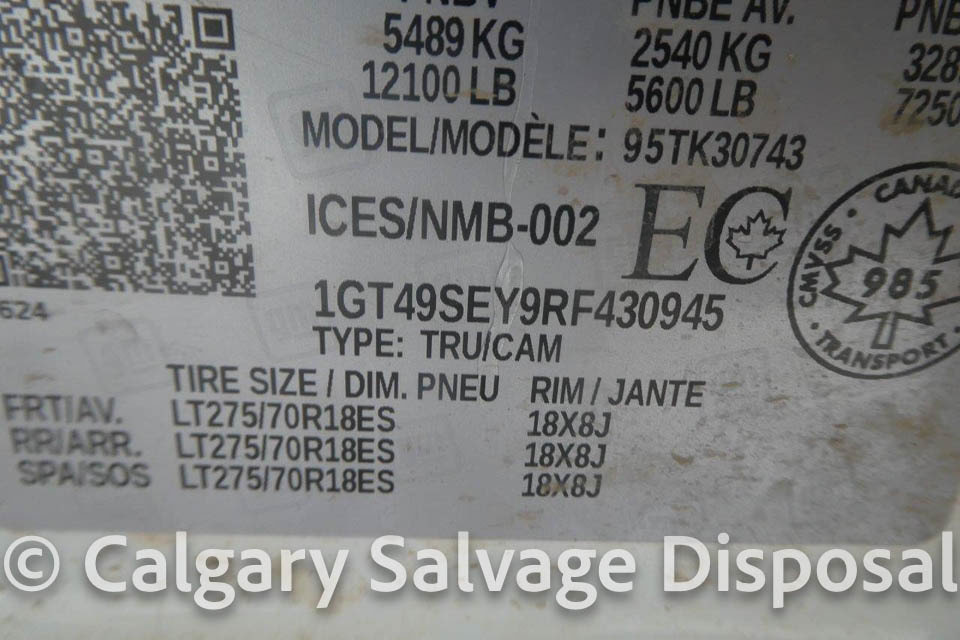 5489 KG 2540 KG
12100 LB 5600 LB 7250
MODEL/MODÈLE: 95TK30743
ICES/NMB-002 EC
CANADA CMVSS 985 TRANSPORT
1GT49SEY9RF430945
624
TYPE: TRU/CAM
TIRE SIZE / DIM. PNEU RIM / JANTE
FRT/AV. LT275/70R18ES 18X8J
RR/ARR. LT275/70R18ES 18X8J
SPA/SOS LT275/70R18ES 18X8J
© Calgary Salvage Disposal